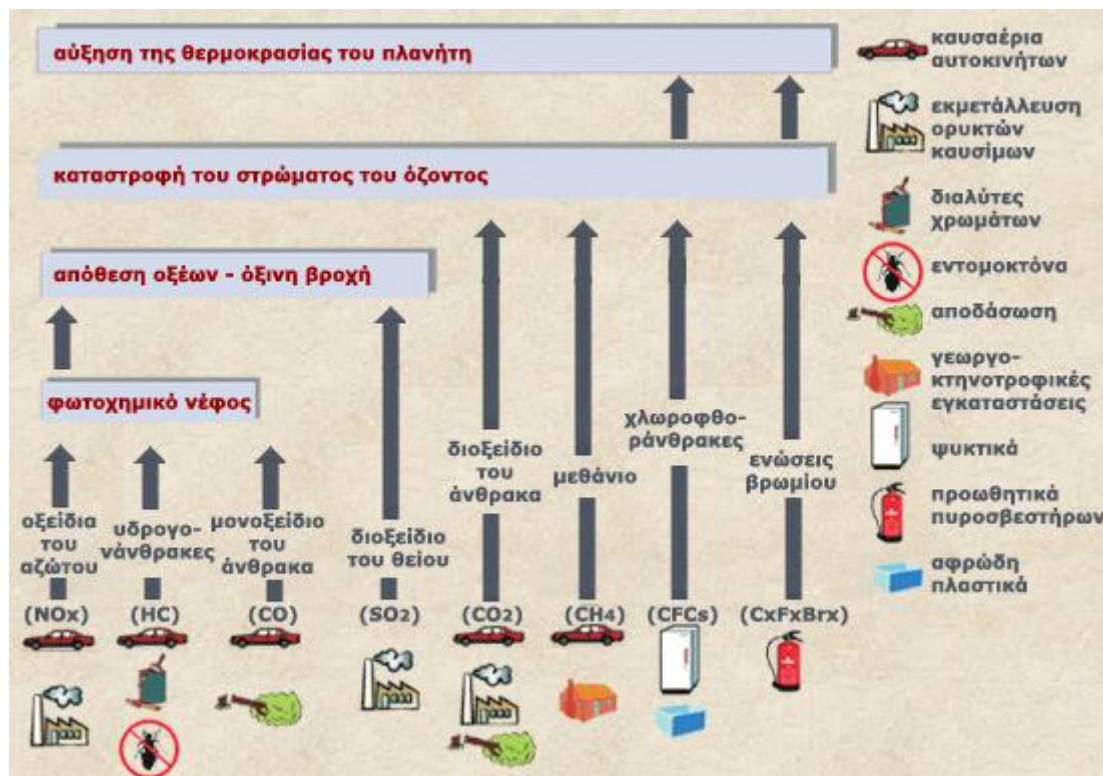 αύξηση της θερμοκρασίας του πλανήτη
καταστροφή του στρώματος του όζοντος
απόθεση οξέων - όξινη βροχή
φωτοχημικό νέφος
οξείδια
του
αζώτου
(NOx)
υδρογο-
νάνθρακες
(HC)
μονοξείδιο
του
άνθρακα
(CO)
διοξείδιο
του θείου
(SO2)
διοξείδιο
του
άνθρακα
(CO2)
μεθάνιο
(CH4)
χλωροφθο-
ράνθρακες
(CFCs)
ενώσεις
βρωμίου
(CxFxBrx)
καυσαέρια
αυτοκινήτων
εκμετάλλευση
ορυκτών
καυσίμων
διαλύτες
χρωμάτων
εντομοκτόνα
αποδάσωση
γεωργο-
κτηνοτροφικές
εγκαταστάσεις
ψυκτικά
προωθητικά
πυροσβεστήρων
αφρώδη
πλαστικά